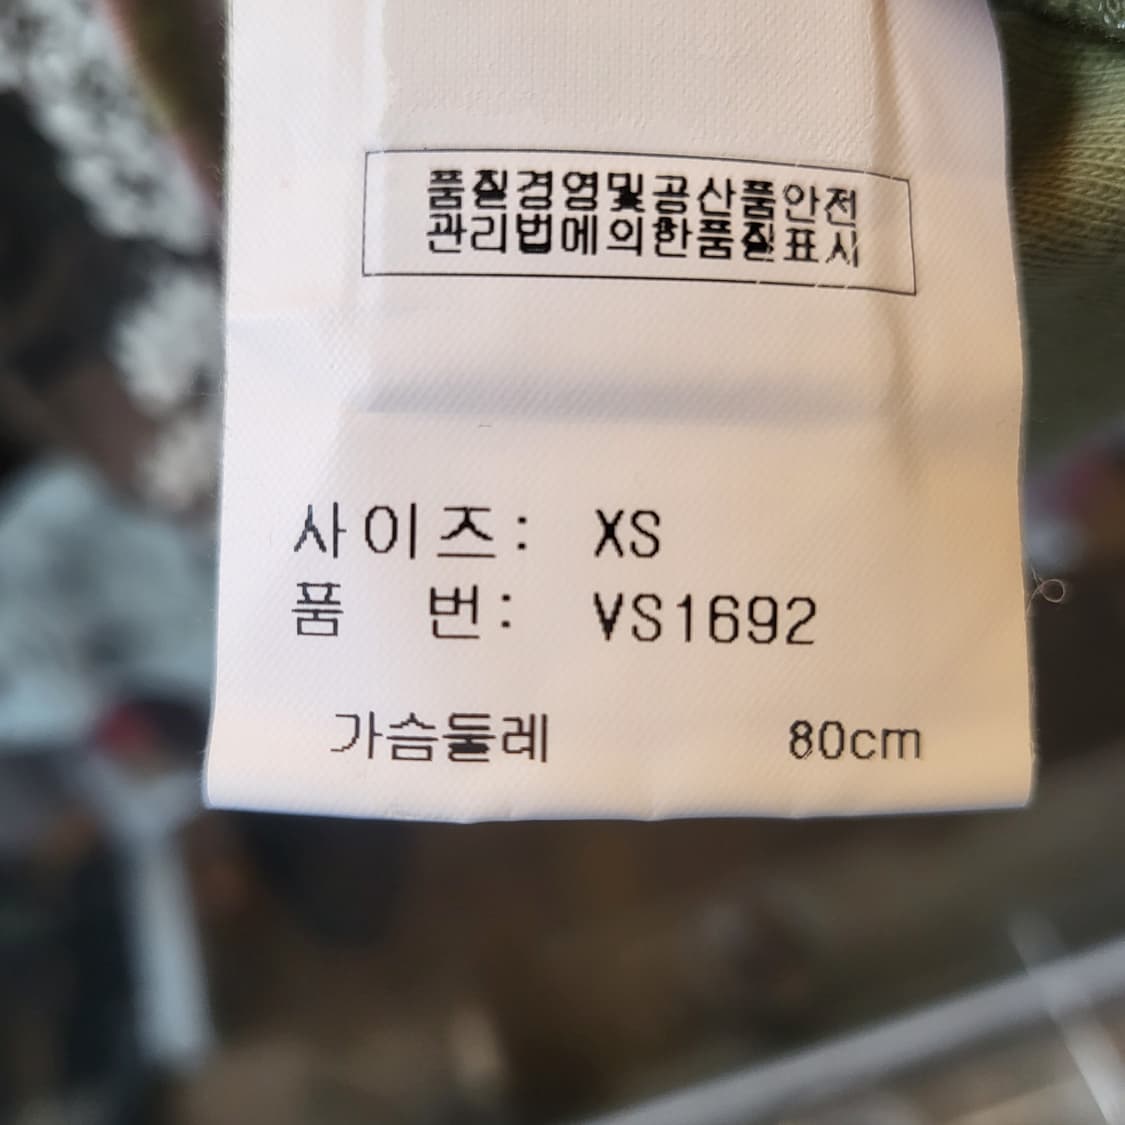 품질경영및공산품안전
관리법에의한품질표시
사이즈: XS
품 번: VS1692
가슴둘레 80cm